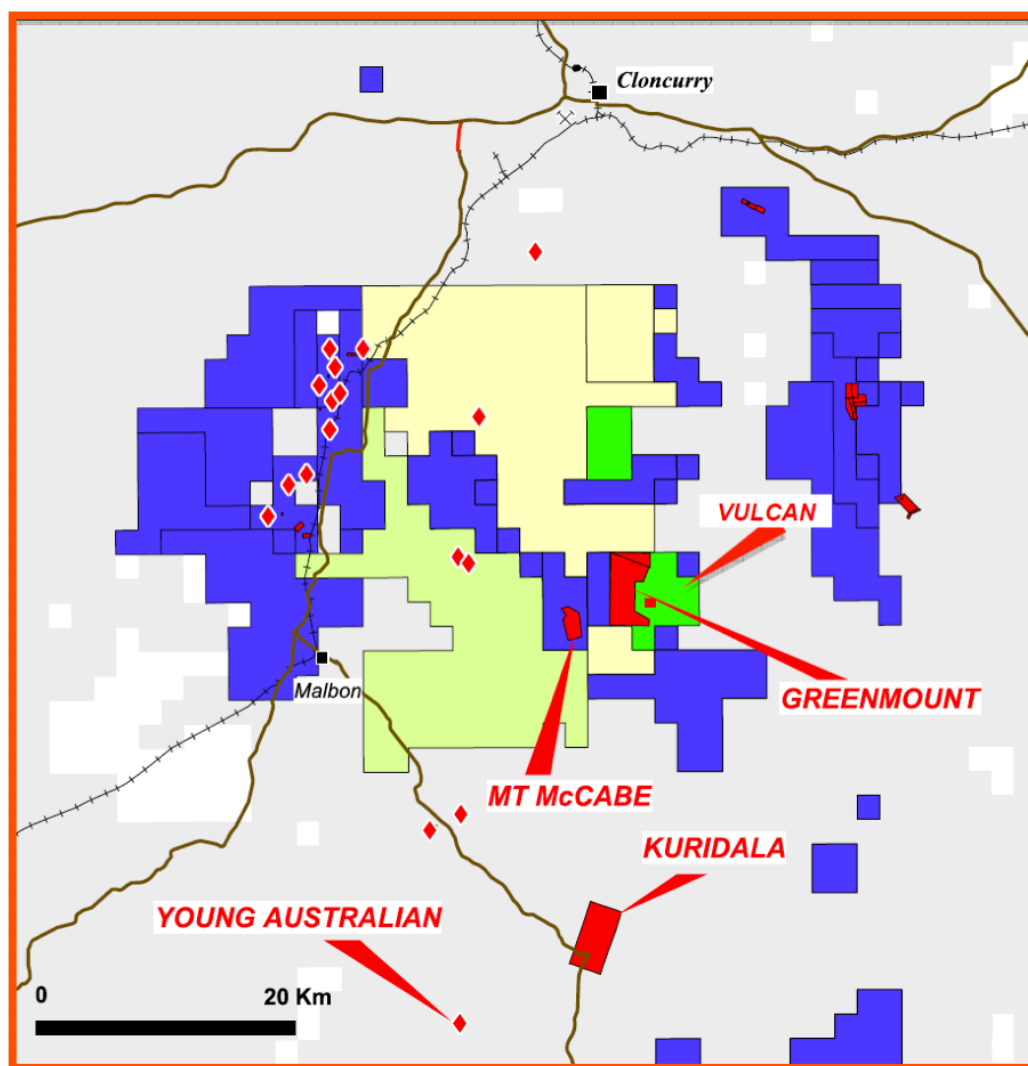 Cloncurry
VULCAN
GREENMOUNT
Malbon
MT McCABE
KURIDALA
YOUNG AUSTRALIAN
0
20 Km